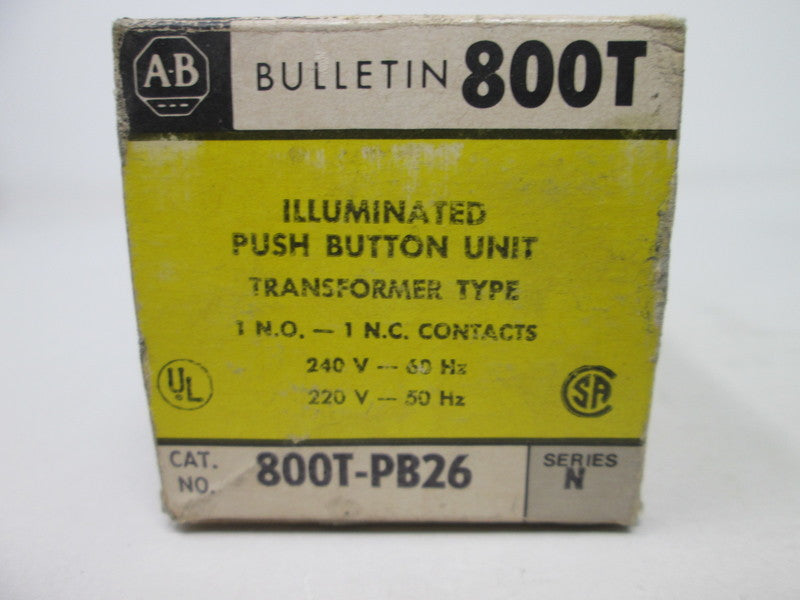 A-B
BULLETIN 800T
ILLUMINATED
PUSH BUTTON UNIT
TRANSFORMER TYPE
1 N.O. — 1 N.C. CONTACTS
240 V — 60 Hz
220 V — 50 Hz
UL
SA
CAT. NO. 800T-PB26
SERIES N